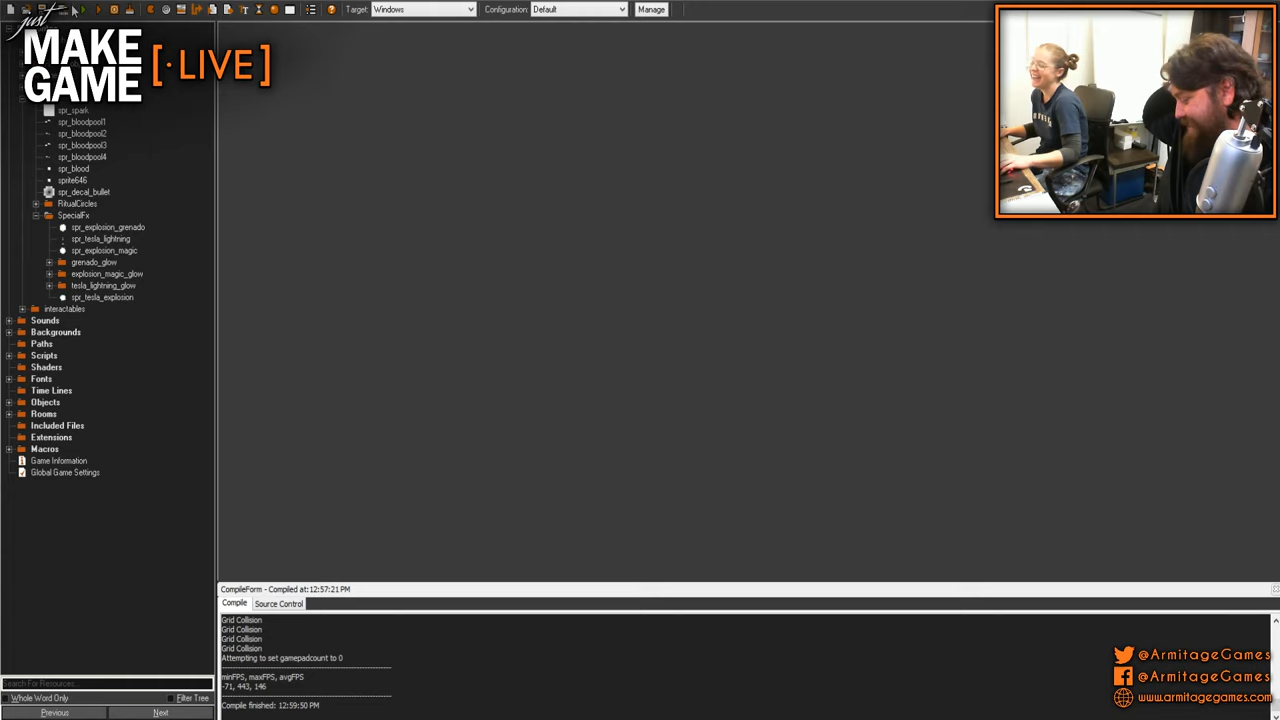 Target: Windows Configuration: Default Manage
just
MAKE
GAME
[·LIVE]
spr_spark
spr_bloodpool1
spr_bloodpool2
spr_bloodpool3
spr_bloodpool4
spr_blood
sprite646
spr_decal_bullet
RitualCircles
SpecialFx
spr_explosion_grenado
spr_tesla_lightning
spr_explosion_magic
grenado_glow
explosion_magic_glow
tesla_lightning_glow
spr_tesla_explosion
interactables
Sounds
Backgrounds
Paths
Scripts
Shaders
Fonts
Time Lines
Objects
Rooms
Included Files
Extensions
Macros
Game Information
Global Game Settings
Search For Resources...
Whole Word Only Filter Tree
Previous Next
CompileForm - Compiled at:12:57:21 PM
Compile Source Control
Grid Collision
Grid Collision
Grid Collision
Grid Collision
Attempting to set gamepadcount to 0
minFPS, maxFPS, avgFPS
-71, 443, 146
Compile finished: 12:59:50 PM
@ArmitageGames
@ArmitageGames
www.armitagegames.com